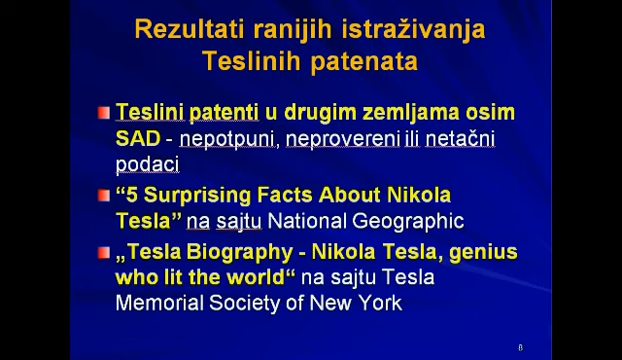 Rezultati ranijih istraživanja
Teslinih patenata
Teslini patenti u drugim zemljama osim
SAD - nepotpuni, neprovereni ili netačni
podaci
“5 Surprising Facts About Nikola
Tesla” na sajtu National Geographic
„Tesla Biography - Nikola Tesla, genius
who lit the world“ na sajtu Tesla
Memorial Society of New York
8